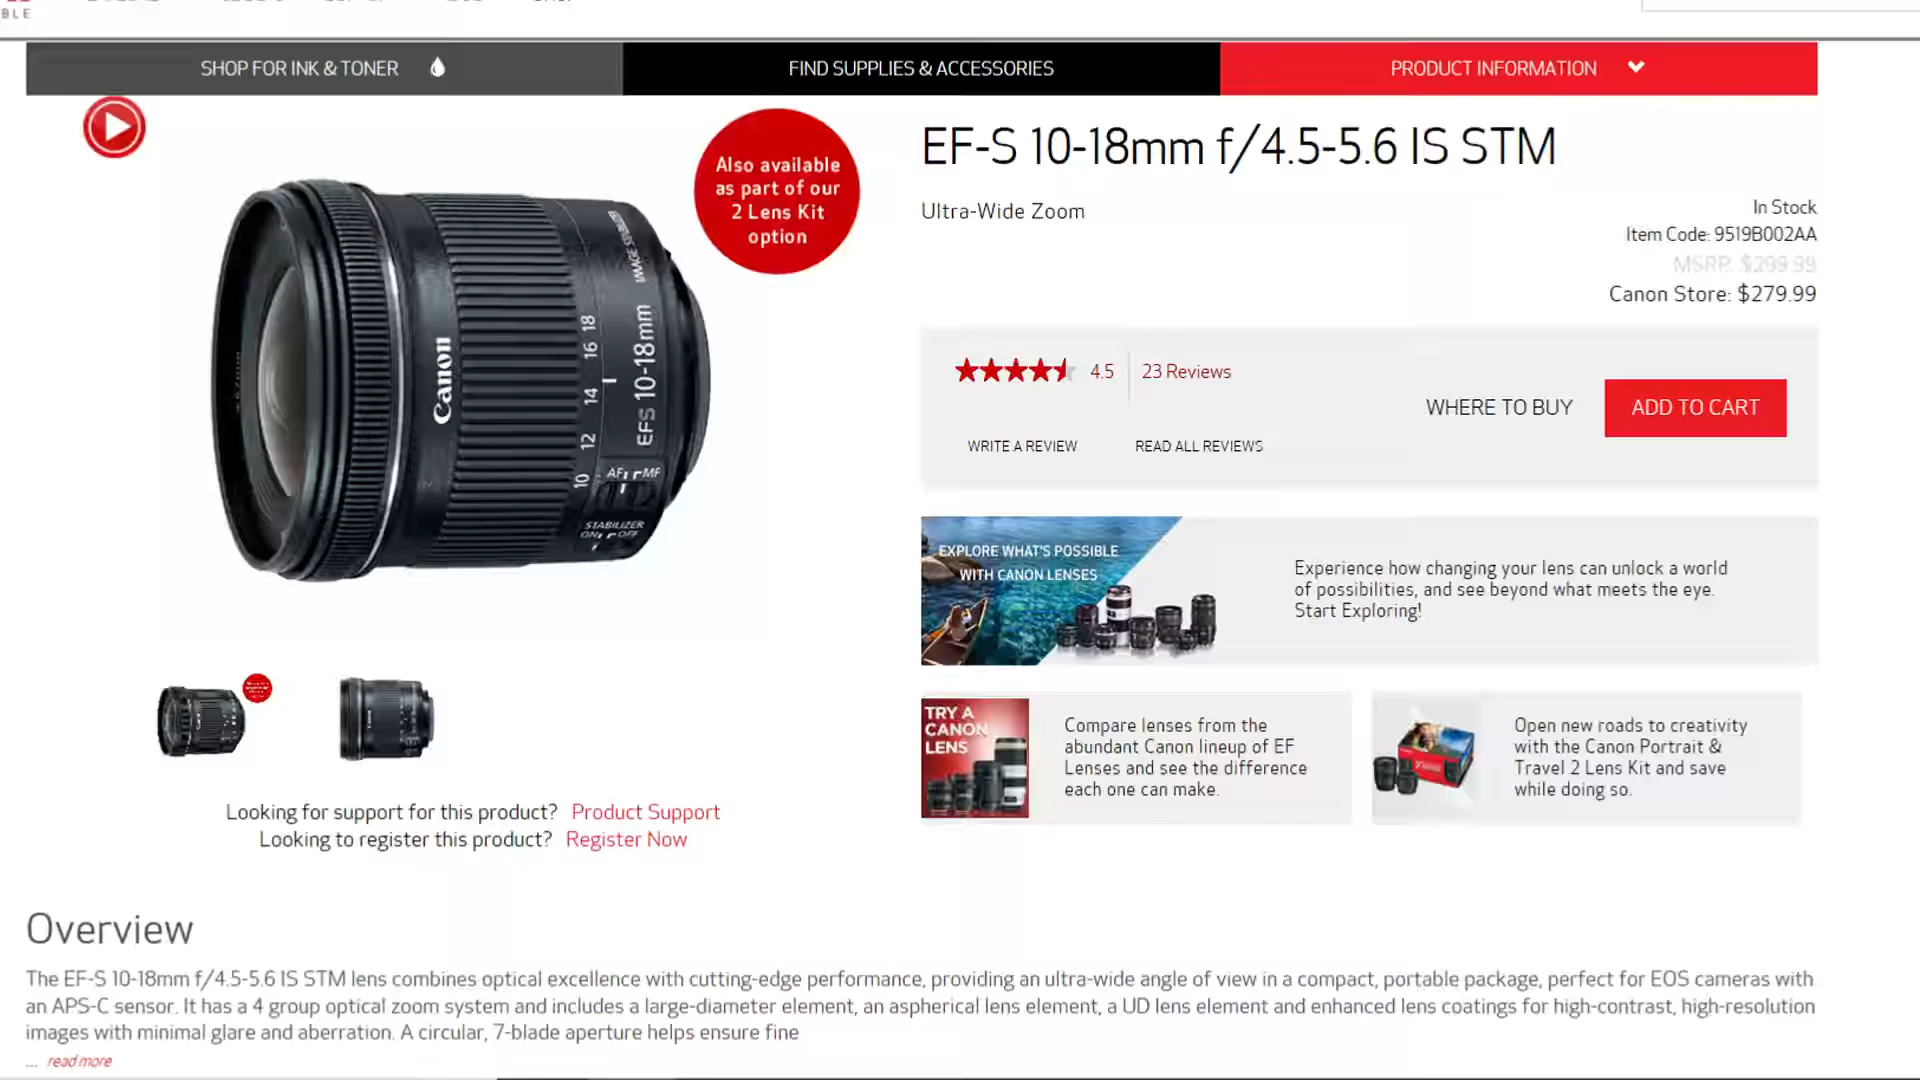 BLE
SHOP FOR INK & TONER
FIND SUPPLIES & ACCESSORIES
PRODUCT INFORMATION
Also available
as part of our
2 Lens Kit
option
IMAGE STABILIZER
Canon
EFS 10-18mm
18
16
14
12
10
AF MF
STABILIZER
ON OFF
EF-S 10-18mm f/4.5-5.6 IS STM
Ultra-Wide Zoom
In Stock
Item Code: 9519B002AA
MSRP: $299.99
Canon Store: $279.99
4.5
23 Reviews
WRITE A REVIEW
READ ALL REVIEWS
WHERE TO BUY
ADD TO CART
EXPLORE WHAT'S POSSIBLE
WITH CANON LENSES
Experience how changing your lens can unlock a world
of possibilities, and see beyond what meets the eye.
Start Exploring!
TRY A
CANON
LENS
Compare lenses from the
abundant Canon lineup of EF
Lenses and see the difference
each one can make.
Open new roads to creativity
with the Canon Portrait &
Travel 2 Lens Kit and save
while doing so.
Looking for support for this product? Product Support
Looking to register this product? Register Now
Overview
The EF-S 10-18mm f/4.5-5.6 IS STM lens combines optical excellence with cutting-edge performance, providing an ultra-wide angle of view in a compact, portable package, perfect for EOS cameras with
an APS-C sensor. It has a 4 group optical zoom system and includes a large-diameter element, an aspherical lens element, a UD lens element and enhanced lens coatings for high-contrast, high-resolution
images with minimal glare and aberration. A circular, 7-blade aperture helps ensure fine
... read more